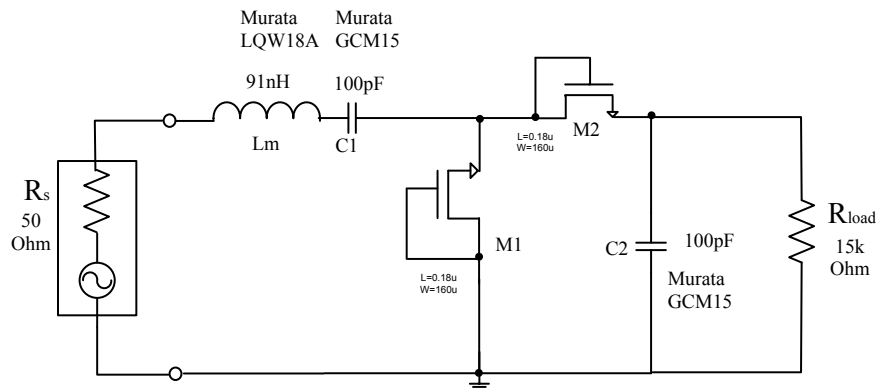 Murata
LQW18A
Murata
GCM15
91nH
100pF
Lm
C1
L=0.18u
W=160u
M2
Rs
50
Ohm
M1
L=0.18u
W=160u
C2
100pF
Murata
GCM15
Rload
15k
Ohm